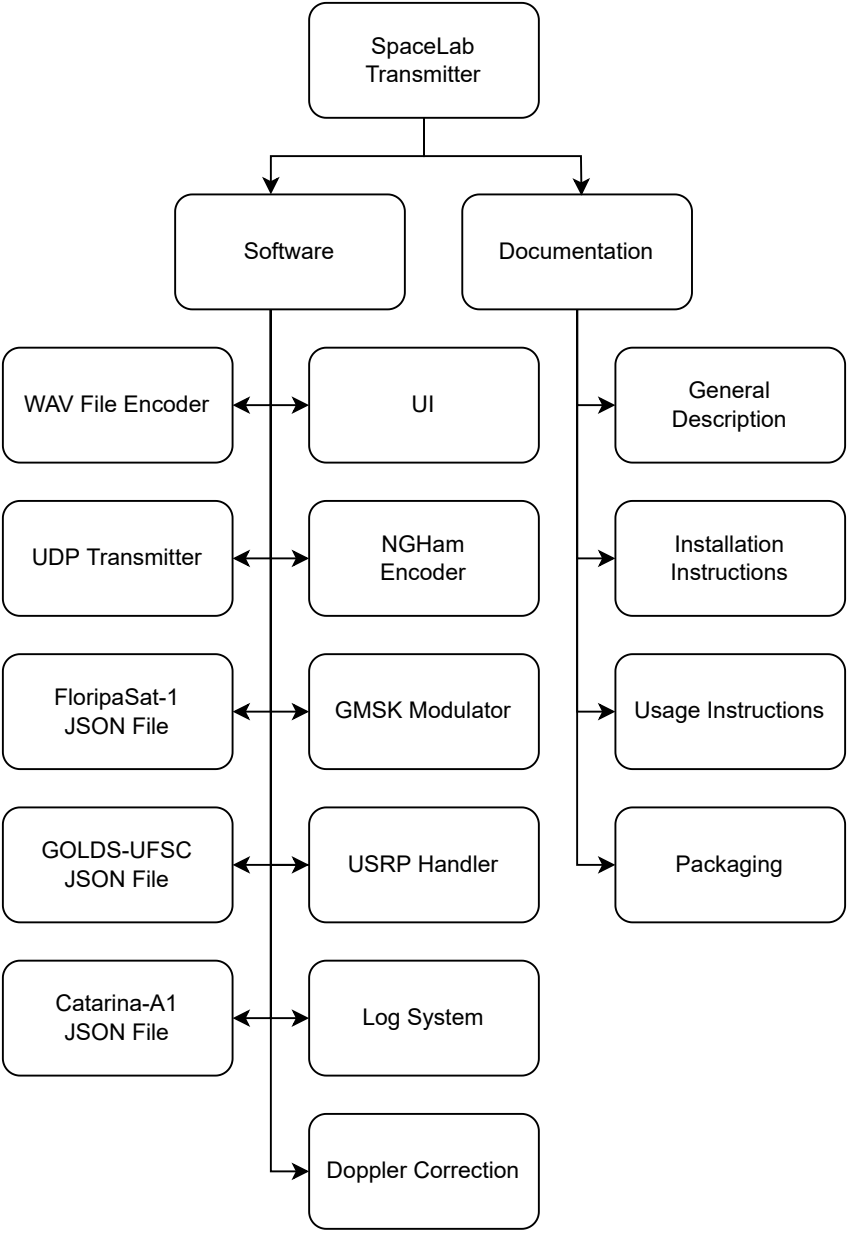 SpaceLab
Transmitter
Software
Documentation
WAV File Encoder
UI
General
Description
UDP Transmitter
NGHam
Encoder
Installation
Instructions
FloripaSat-1
JSON File
GMSK Modulator
Usage Instructions
GOLDS-UFSC
JSON File
USRP Handler
Packaging
Catarina-A1
JSON File
Log System
Doppler Correction